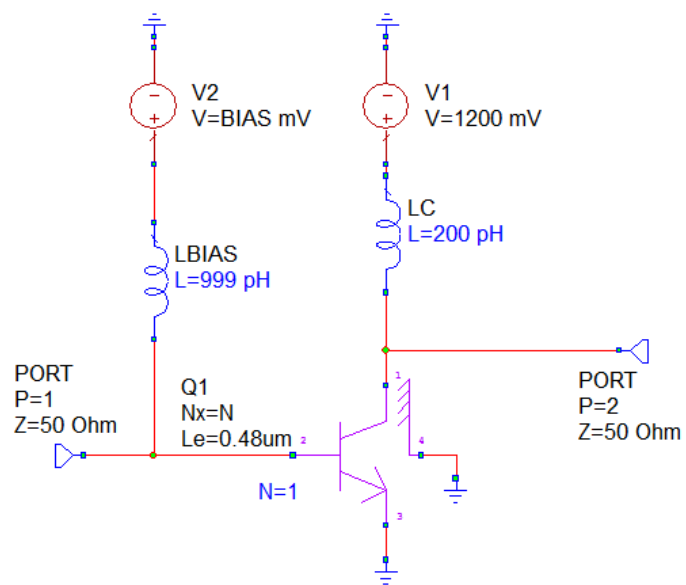 V2
V=BIAS mV
V1
V=1200 mV
LBIAS
L=999 pH
LC
L=200 pH
PORT
P=1
Z=50 Ohm
Q1
Nx=N
Le=0.48um
N=1
1
2
3
4
PORT
P=2
Z=50 Ohm